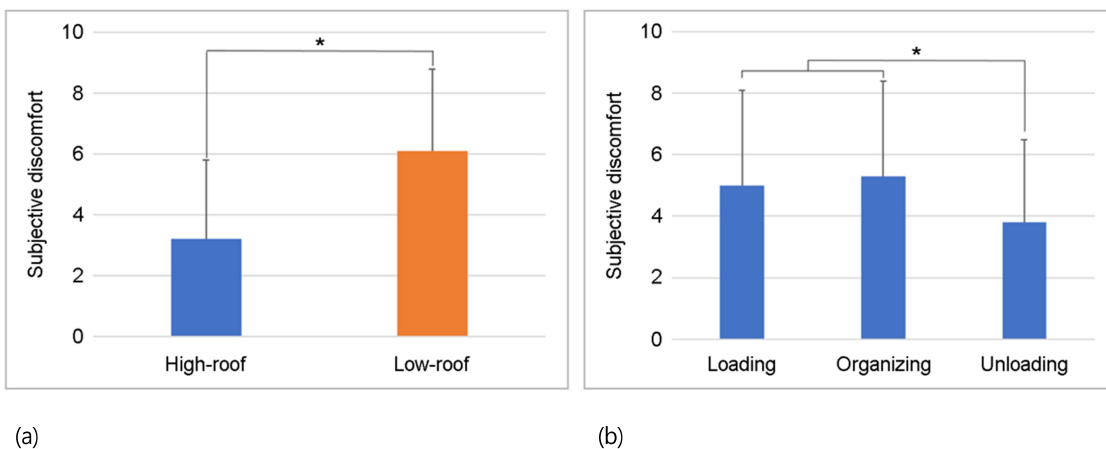 Subjective discomfort
10
8
6
4
2
0
*
High-roof
Low-roof
(a)
Subjective discomfort
10
8
6
4
2
0
*
Loading
Organizing
Unloading
(b)